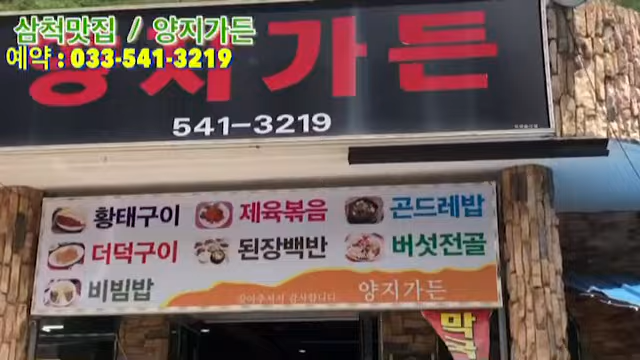 삼척맛집 / 양지가든
예약 : 033-541-3219
양지가든
541-3219
황태구이 제육볶음 곤드레밥
더덕구이 된장백반 버섯전골
비빔밥
찾아주셔서 감사합니다 양지가든
막국